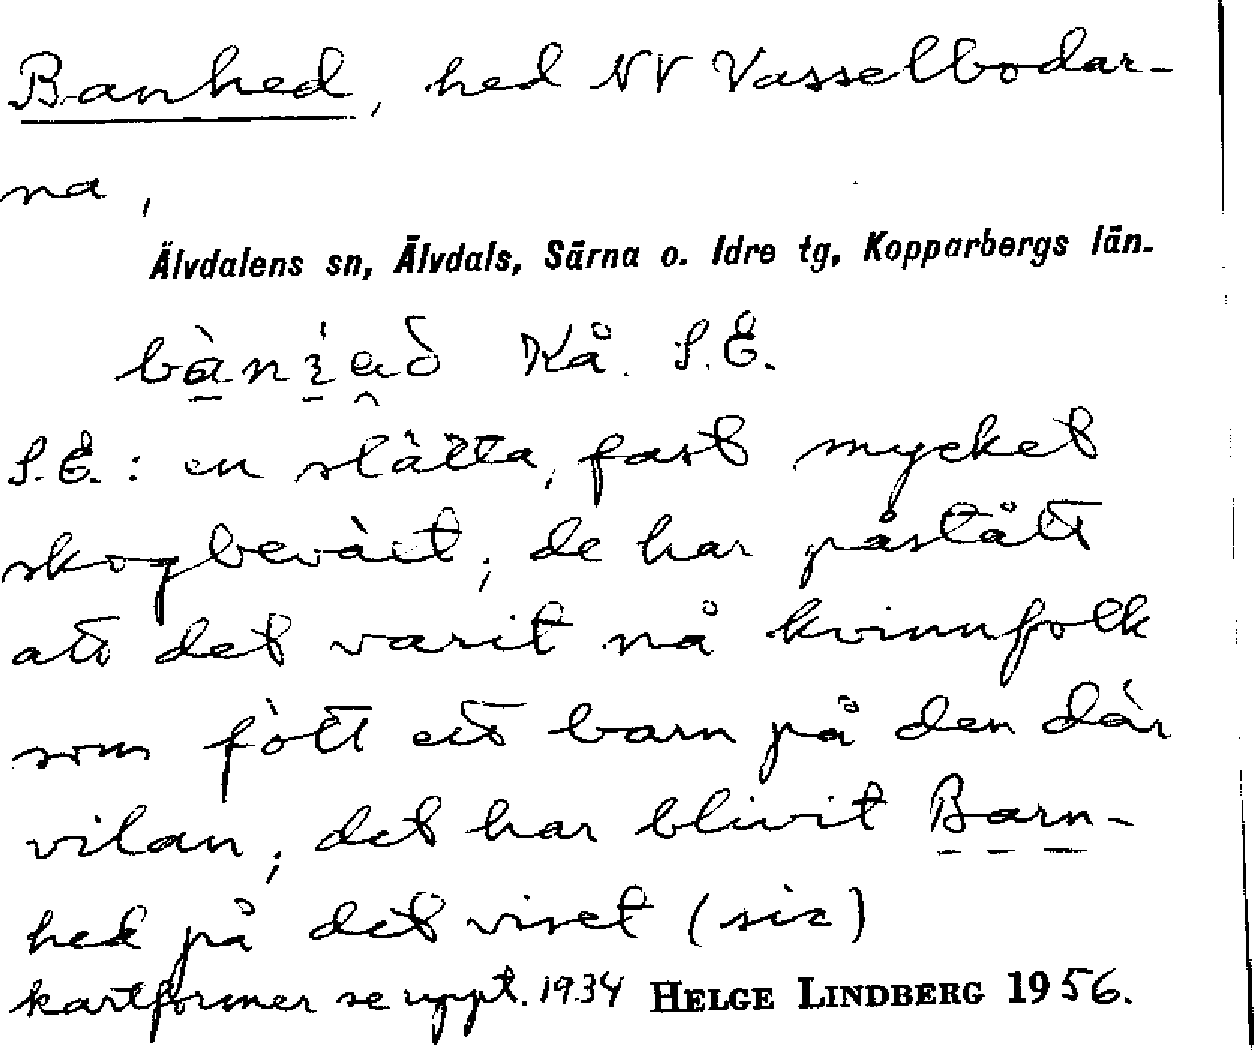 Banhed, hed NV Vasselbodar-
na,
Älvdalens sn, Älvdals, Särna o. Idre tg, Kopparbergs län.
Kå. S.E.
S.E.: en slätta, fast mycket
skogbeväxt; de har påstått
att det varit nå kvinnfolk
som fött ett barn på den där
vilan; det har blivit Barn-
hed på det viset (sic)
kartformer se uppt. 1934 HELGE LINDBERG 1956.